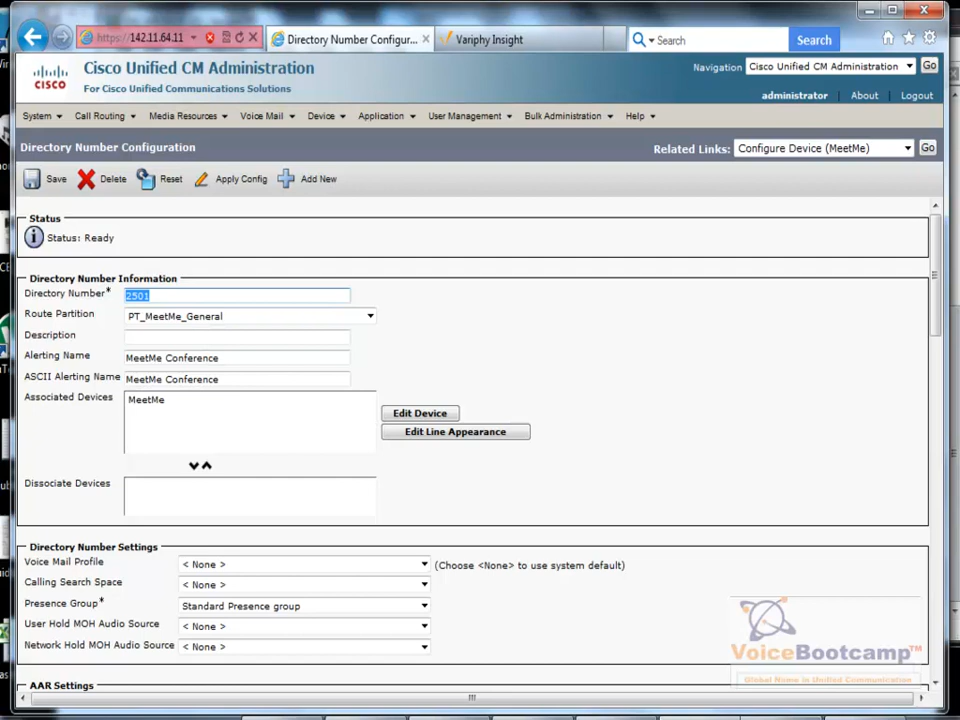 https://142.11.64.11
Directory Number Configur...
Variphy Insight
Search
Search
CISCO
Cisco Unified CM Administration
For Cisco Unified Communications Solutions
Navigation
Cisco Unified CM Administration
Go
administrator
About
Logout
System
Call Routing
Media Resources
Voice Mail
Device
Application
User Management
Bulk Administration
Help
Directory Number Configuration
Related Links:
Configure Device (MeetMe)
Go
Save
Delete
Reset
Apply Config
Add New
Status
Status: Ready
Directory Number Information
Directory Number*
2501
Route Partition
PT_MeetMe_General
Description
Alerting Name
MeetMe Conference
ASCII Alerting Name
MeetMe Conference
Associated Devices
MeetMe
Edit Device
Edit Line Appearance
Dissociate Devices
Directory Number Settings
Voice Mail Profile
< None >
(Choose <None> to use system default)
Calling Search Space
< None >
Presence Group*
Standard Presence group
User Hold MOH Audio Source
< None >
Network Hold MOH Audio Source
< None >
AAR Settings
VoiceBootcamp™
Global Name in Unified Communication